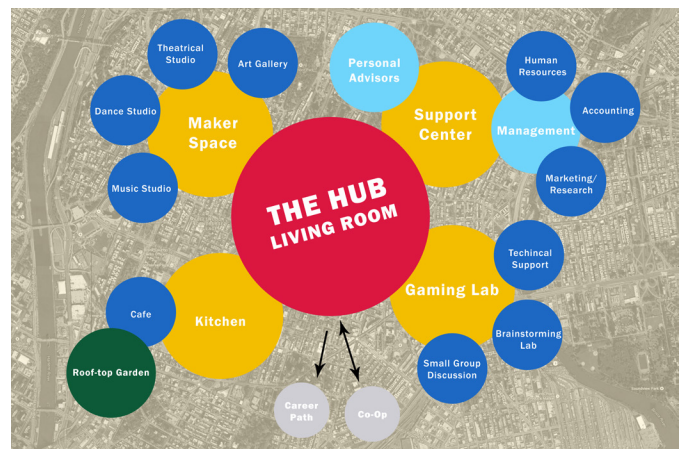 Theatrical
Studio
Art Gallery
Dance Studio
Maker
Space
Music Studio
Personal
Advisors
Support
Center
Human
Resources
Accounting
Management
Marketing/
Research
THE HUB
LIVING ROOM
Gaming Lab
Techincal
Support
Brainstorming
Lab
Small Group
Discussion
Kitchen
Cafe
Roof-top Garden
Career
Path
Co-Op